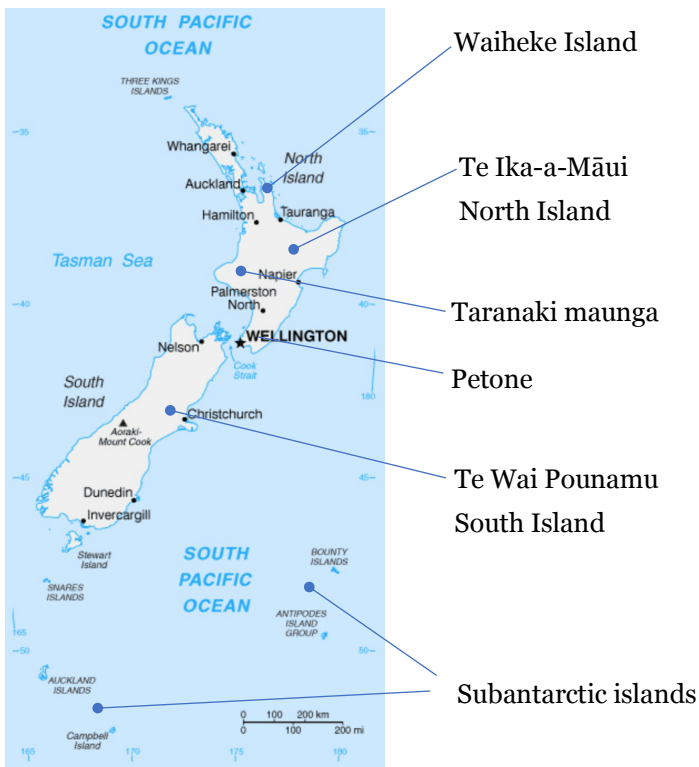 SOUTH PACIFIC
OCEAN
Waiheke Island
THREE KINGS
ISLANDS
35
35
Whangarei
North
Island
Auckland
Te Ika-a-Māui
North Island
Hamilton
Tauranga
Tasman Sea
Napier
Palmerston
North
Taranaki maunga
40
40
WELLINGTON
Nelson
Cook
Strait
Petone
South
Island
180
Christchurch
Aoraki-
Mount Cook
45
45
Te Wai Pounamu
South Island
Dunedin
Invercargill
Stewart
Island
SOUTH
PACIFIC
OCEAN
BOUNTY
ISLANDS
SNARES
ISLANDS
ANTIPODES
ISLAND
GROUP
165
50
50
AUCKLAND
ISLANDS
Subantarctic islands
0 100 200 km
0 100 200 mi
Campbell
Island
165
170
175
180